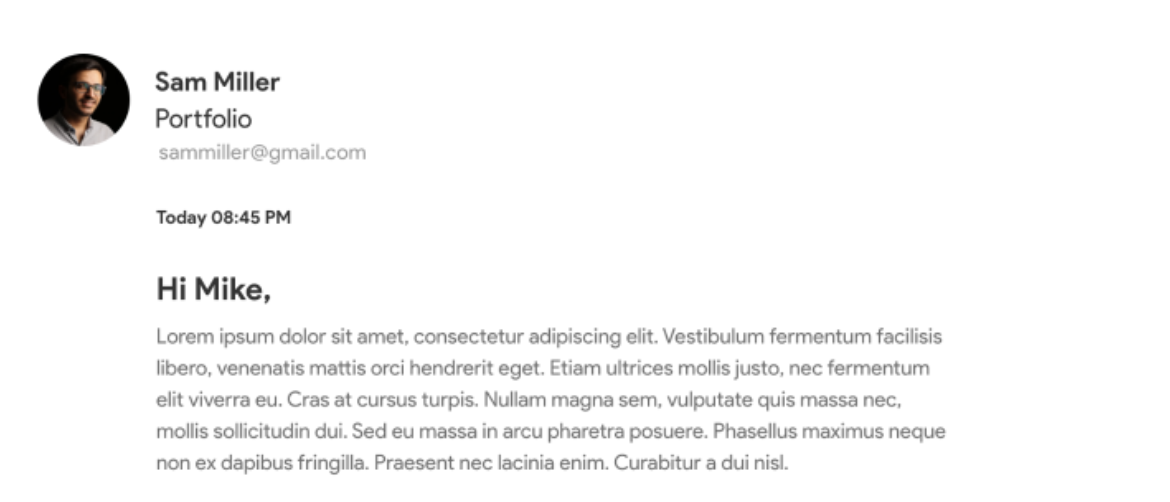 Sam Miller
Portfolio
sammiller@gmail.com
Today 08:45 PM
Hi Mike,
Lorem ipsum dolor sit amet, consectetur adipiscing elit. Vestibulum fermentum facilisis
libero, venenatis mattis orci hendrerit eget. Etiam ultrices mollis justo, nec fermentum
elit viverra eu. Cras at cursus turpis. Nullam magna sem, vulputate quis massa nec,
mollis sollicitudin dui. Sed eu massa in arcu pharetra posuere. Phasellus maximus neque
non ex dapibus fringilla. Praesent nec lacinia enim. Curabitur a dui nisl.